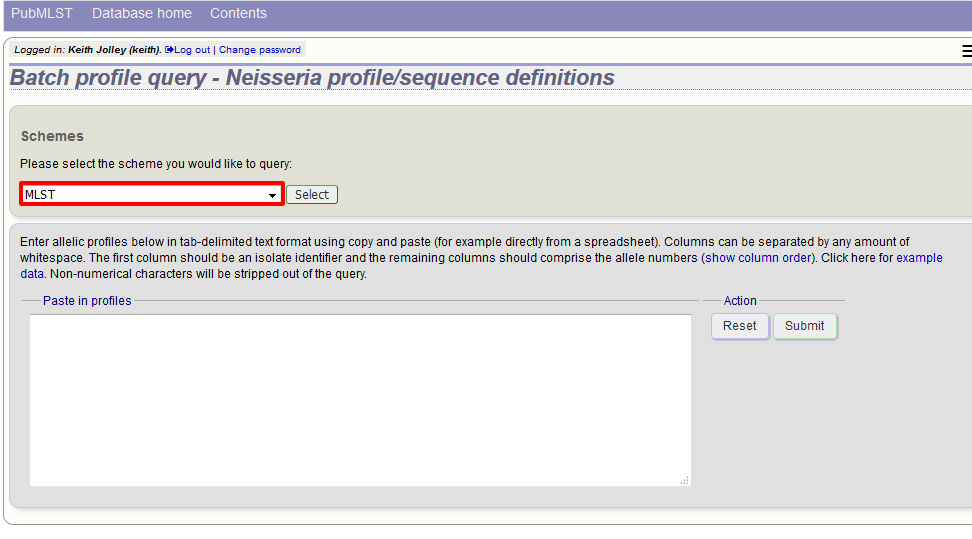 PubMLST Database home Contents
Logged in: Keith Jolley (keith). Log out | Change password
Batch profile query - Neisseria profile/sequence definitions
Schemes
Please select the scheme you would like to query:
MLST Select
Enter allelic profiles below in tab-delimited text format using copy and paste (for example directly from a spreadsheet). Columns can be separated by any amount of
whitespace. The first column should be an isolate identifier and the remaining columns should comprise the allele numbers (show column order). Click here for example
data. Non-numerical characters will be stripped out of the query.
Paste in profiles Action
Reset Submit